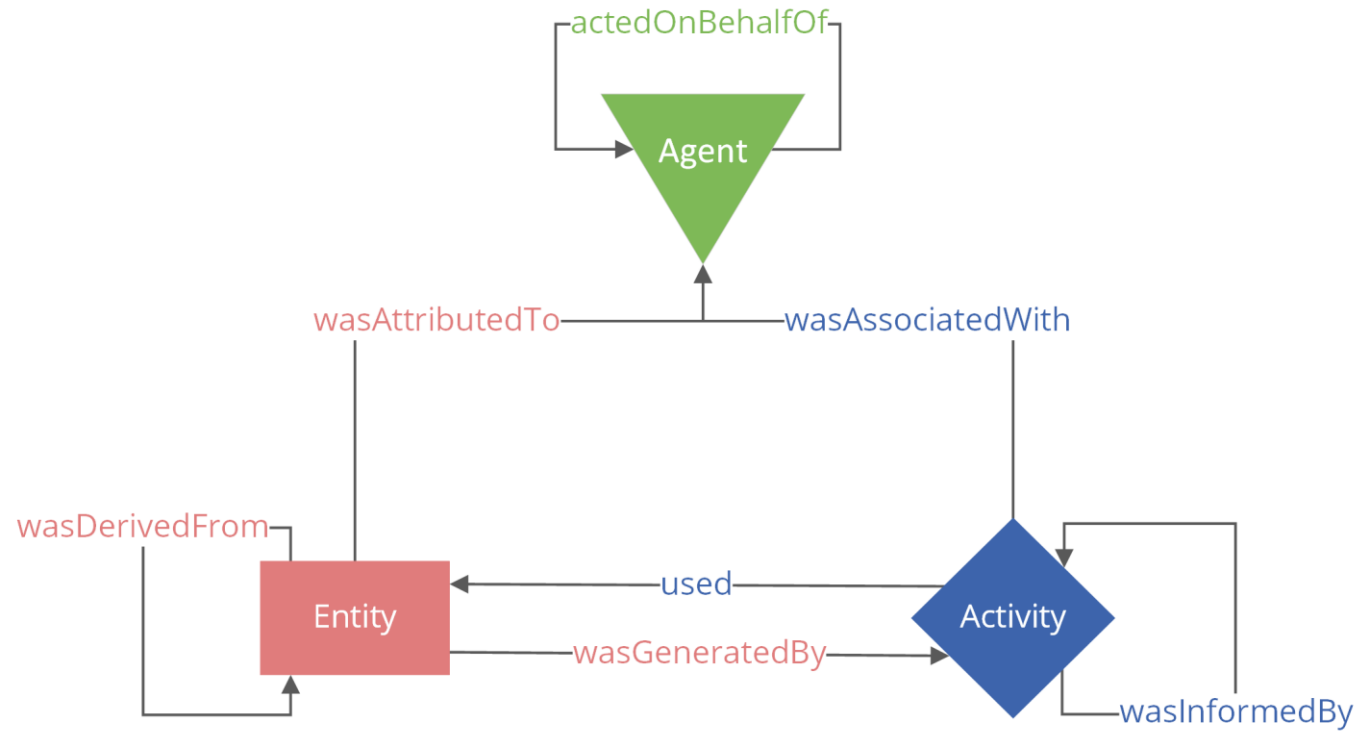 actedOnBehalfOf
Agent
wasAttributedTo
wasAssociatedWith
wasDerivedFrom
used
Entity
Activity
wasGeneratedBy
wasInformedBy